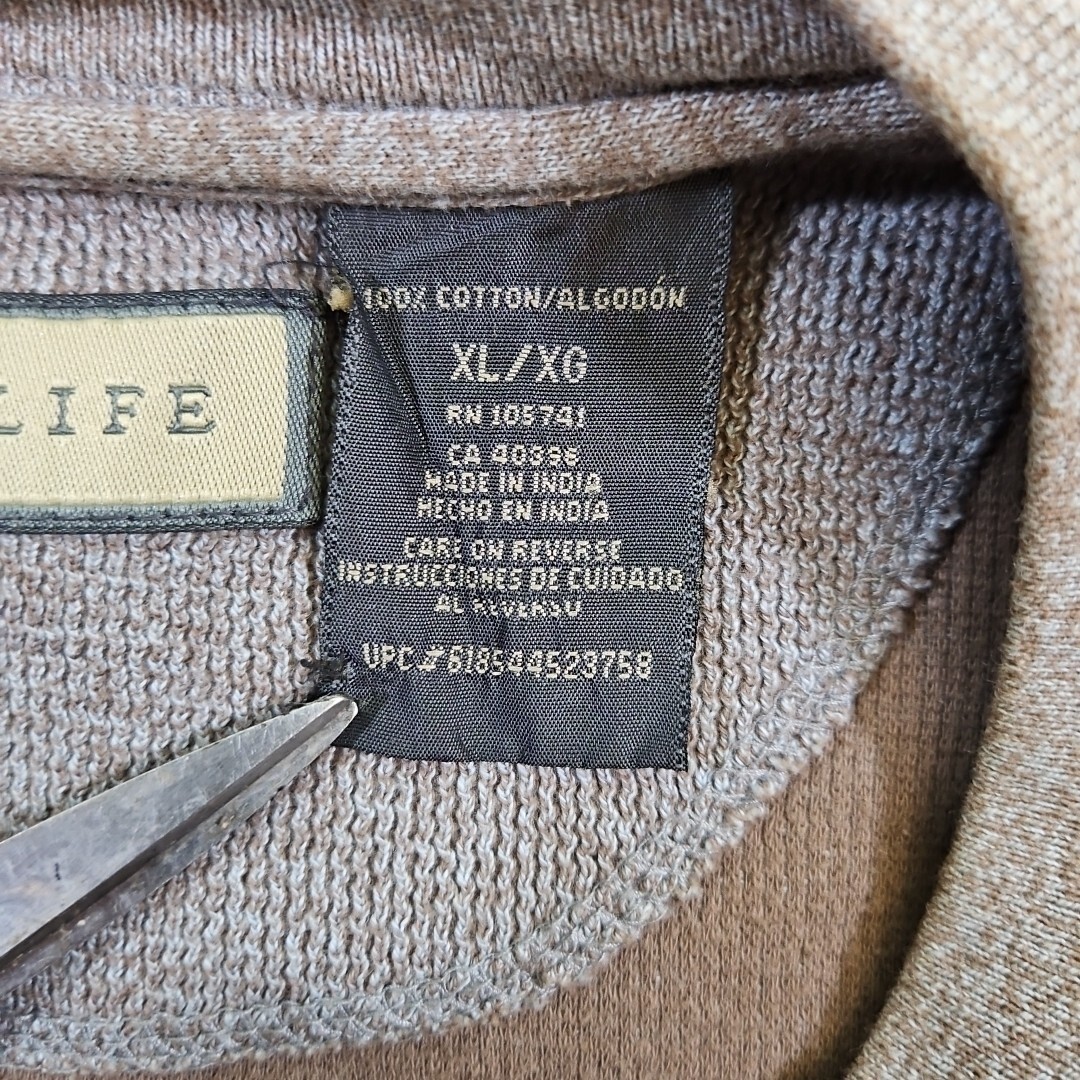 LIFE
100% COTTON/ALGODÓN
XL/XG
RN 105741
CA 40398
MADE IN INDIA
HECHO EN INDIA
CARE ON REVERSE
INSTRUCCIONES DE CUIDADO
AL REVERSO
UPC # 618544523758